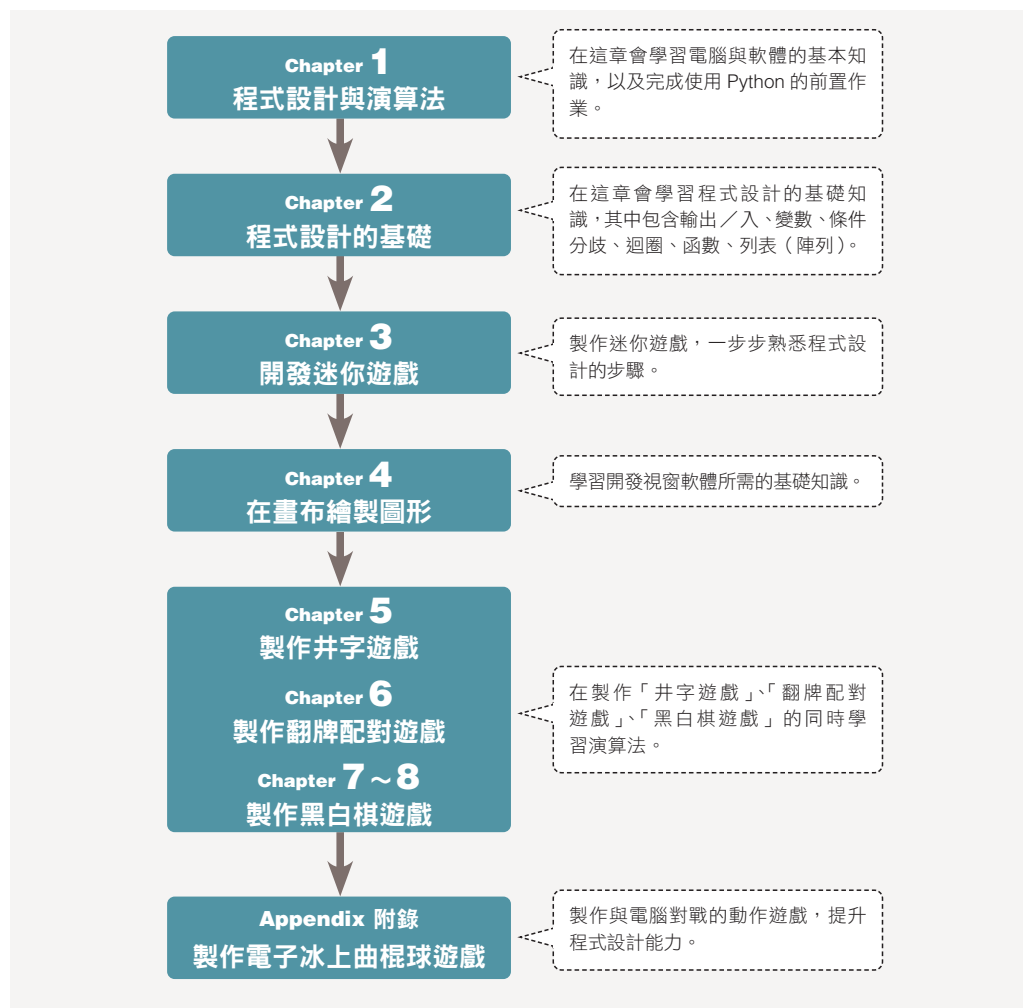 Chapter 1
程式設計與演算法
在這章會學習電腦與軟體的基本知
識,以及完成使用 Python 的前置作
業。
Chapter 2
程式設計的基礎
在這章會學習程式設計的基礎知
識,其中包含輸出/入、變數、條件
分歧、迴圈、函數、列表(陣列)。
Chapter 3
開發迷你遊戲
製作迷你遊戲,一步步熟悉程式設
計的步驟。
Chapter 4
在畫布繪製圖形
學習開發視窗軟體所需的基礎知識。
Chapter 5
製作井字遊戲
Chapter 6
製作翻牌配對遊戲
Chapter 7~8
製作黑白棋遊戲
在製作「井字遊戲」、「翻牌配對
遊戲」、「黑白棋遊戲」的同時學
習演算法。
Appendix 附錄
製作電子冰上曲棍球遊戲
製作與電腦對戰的動作遊戲,提升
程式設計能力。